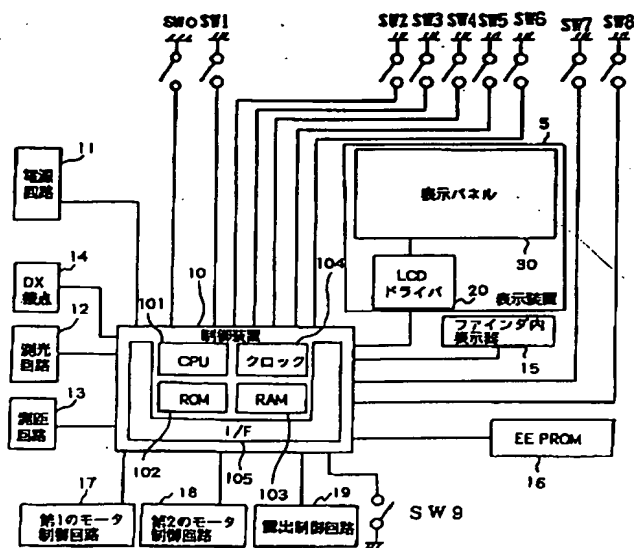 SW0 SW1 SW2 SW3 SW4 SW5 SW6 SW7 SW8
11
電源
回路
5
表示パネル
30
14
DX
接点
LCD
ドライバ
20
表示装置
10
104
101
制御装置
12
測光
回路
CPU
クロック
ファインダ内
表示器
15
ROM
RAM
13
測距
回路
I/F
102
105
103
EE PROM
16
17
18
19
SW9
第1のモータ
制御回路
第2のモータ
制御回路
露出制御回路